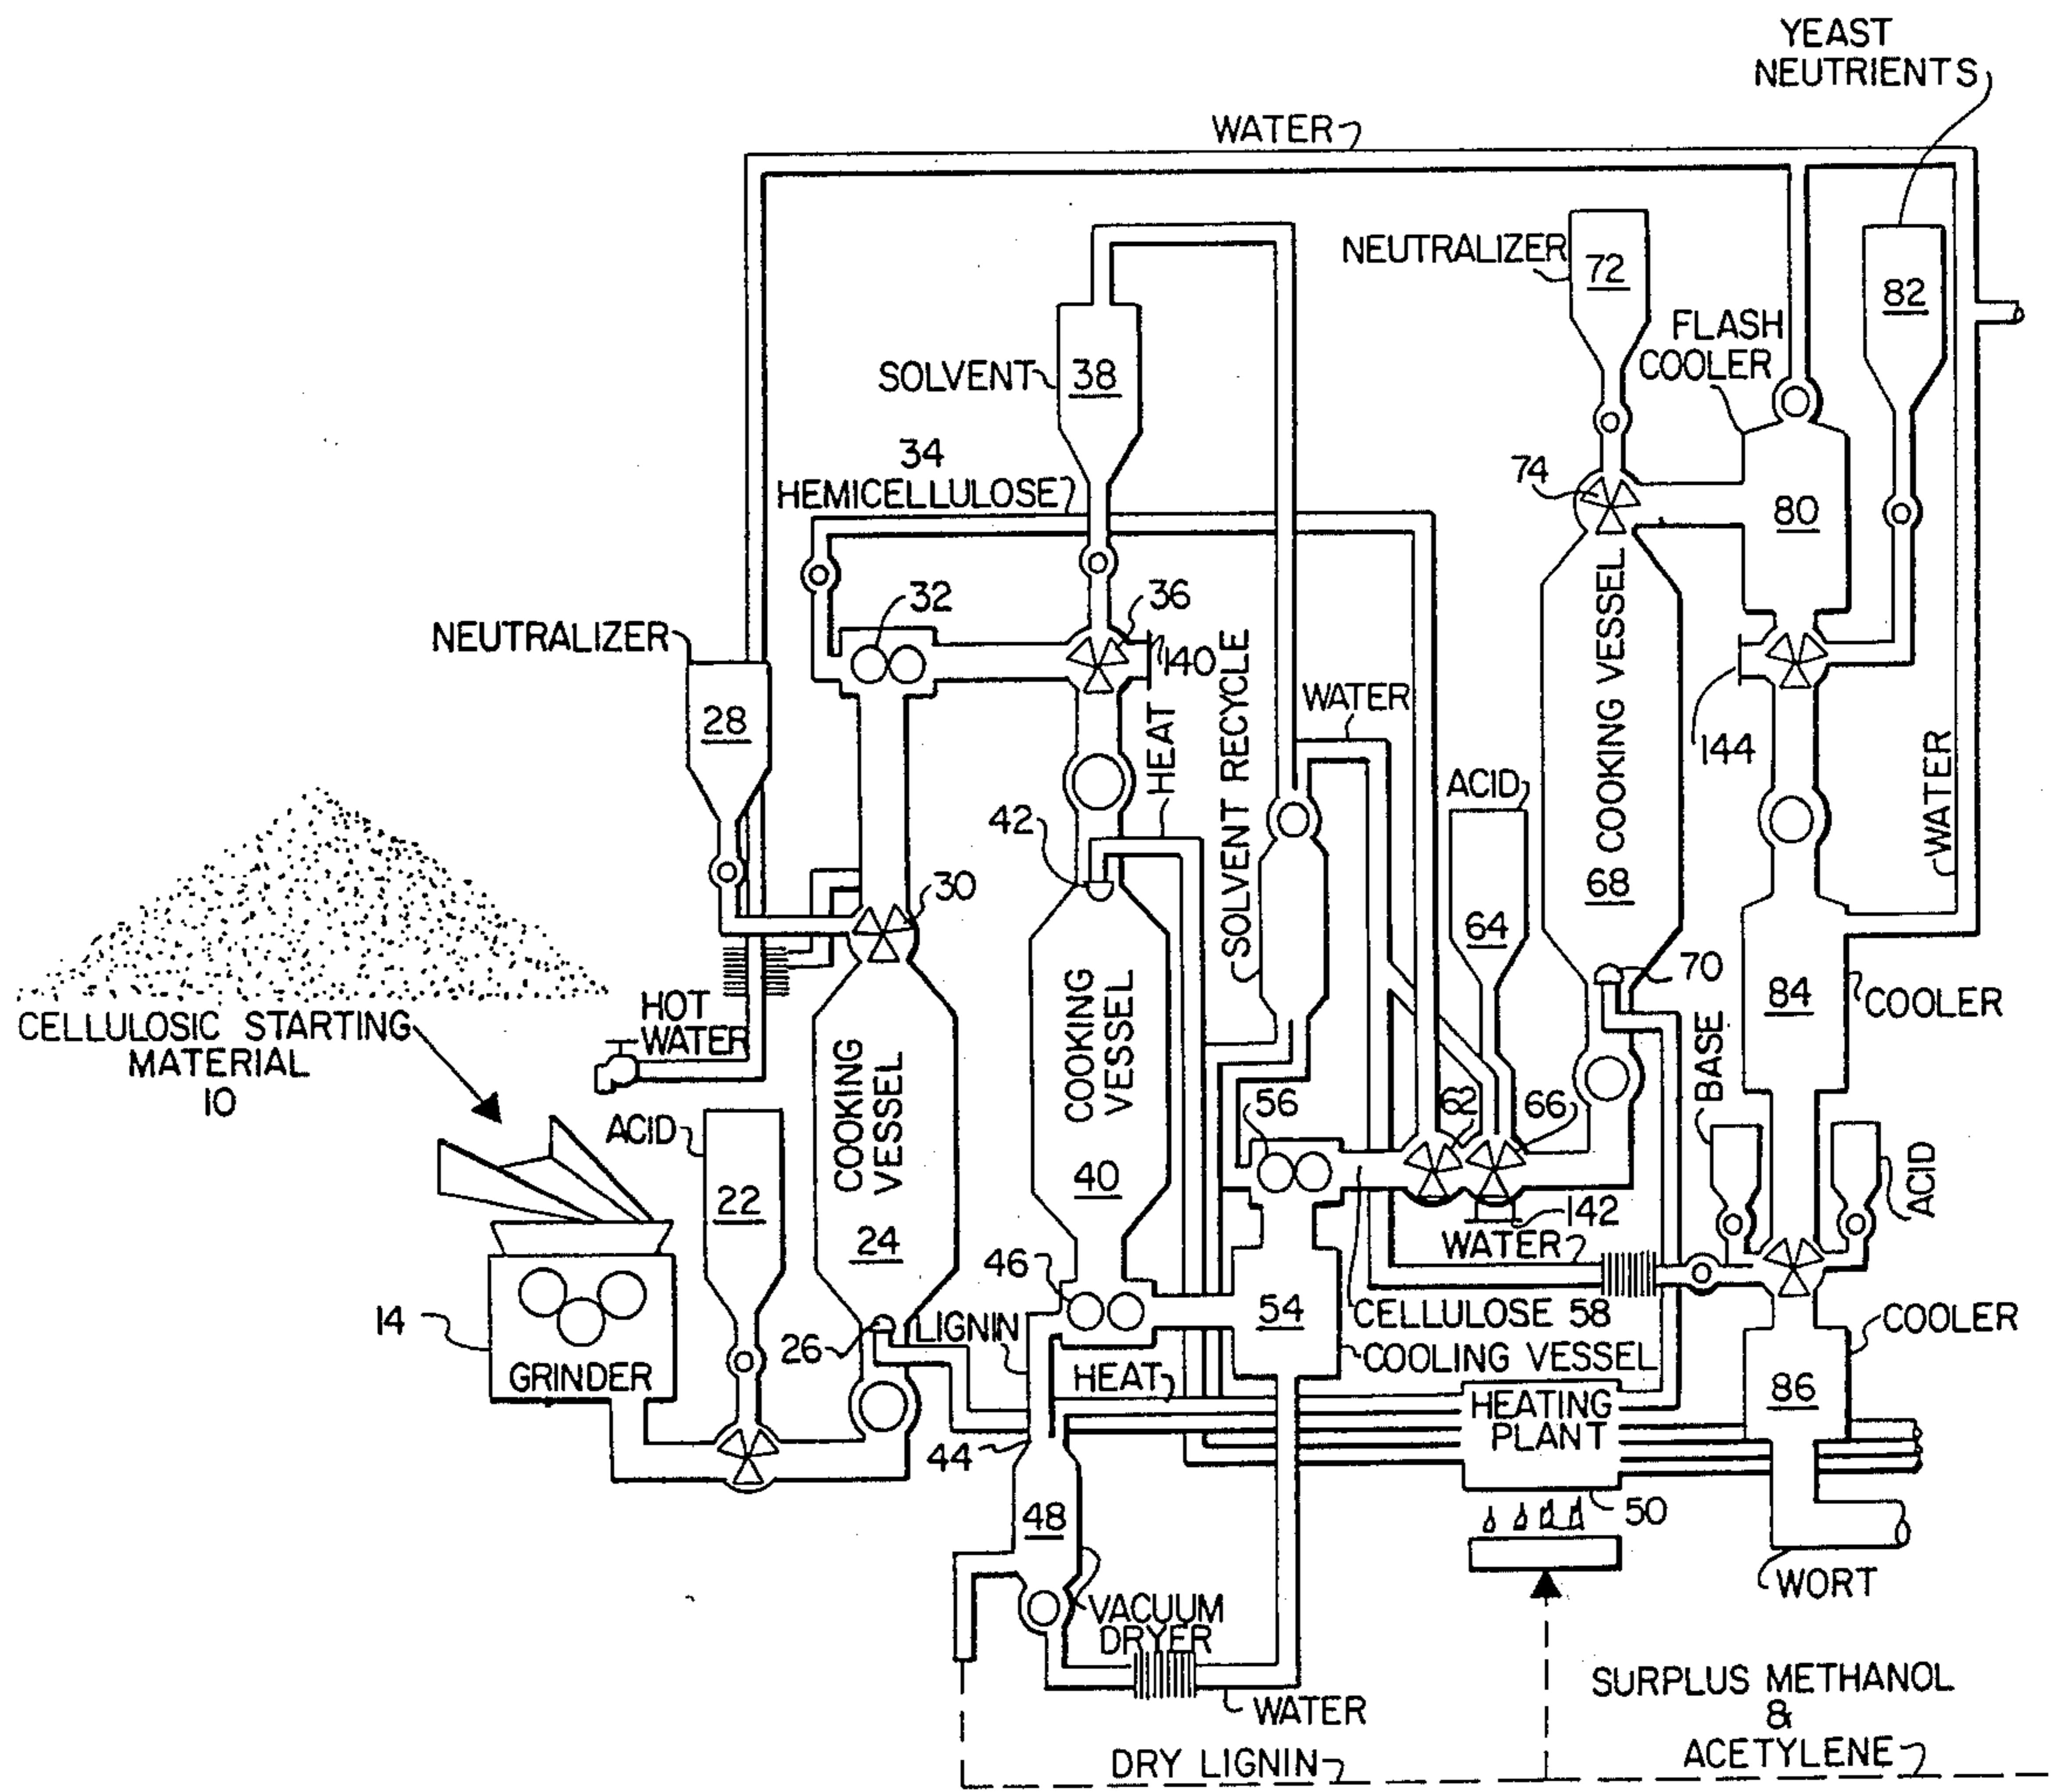 YEAST
NEUTRIENTS
WATER
NEUTRALIZER
72
82
FLASH
COOLER
SOLVENT
38
34
HEMICELLULOSE
74
80
COOKING VESSEL
68
32
36
140
NEUTRALIZER
28
SOLVENT RECYCLE
WATER
HEAT
144
WATER
ACID
42
64
30
70
84
COOLER
HOT
WATER
CELLULOSIC STARTING
MATERIAL
10
COOKING
VESSEL
24
COOKING
VESSEL
40
BASE
ACID
ACID
22
56
62
66
142
WATER
46
54
CELLULOSE 58
COOLER
14
GRINDER
26
LIGNIN
COOLING VESSEL
HEAT
HEATING
PLANT
86
44
48
50
WORT
VACUUM
DRYER
WATER
SURPLUS METHANOL
&
ACETYLENE
DRY LIGNIN